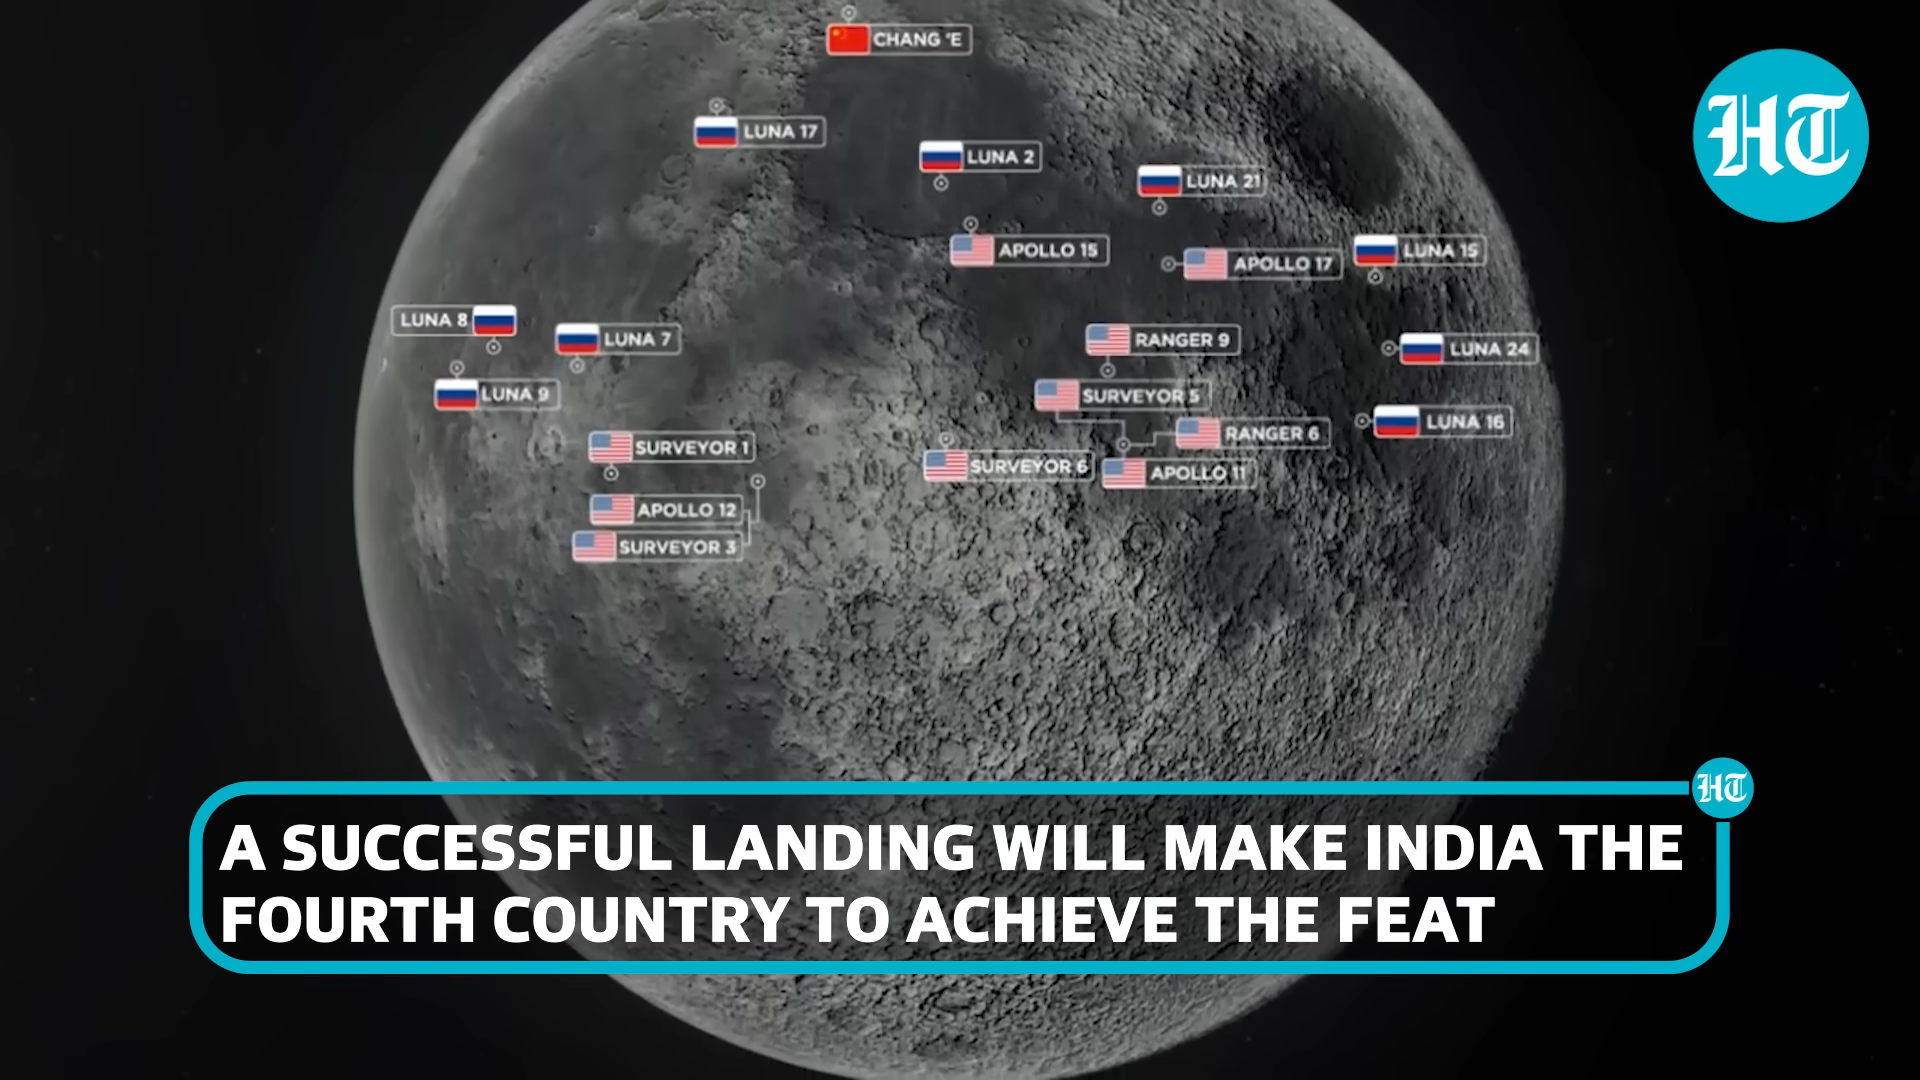 CHANG 'E
HT
LUNA 17
LUNA 2
LUNA 21
APOLLO 15
APOLLO 17
LUNA 15
LUNA 8
LUNA 7
RANGER 9
LUNA 24
LUNA 9
SURVEYOR 5
LUNA 16
RANGER 6
SURVEYOR 1
SURVEYOR 6
APOLLO 11
APOLLO 12
SURVEYOR 3
HT
A SUCCESSFUL LANDING WILL MAKE INDIA THE
FOURTH COUNTRY TO ACHIEVE THE FEAT